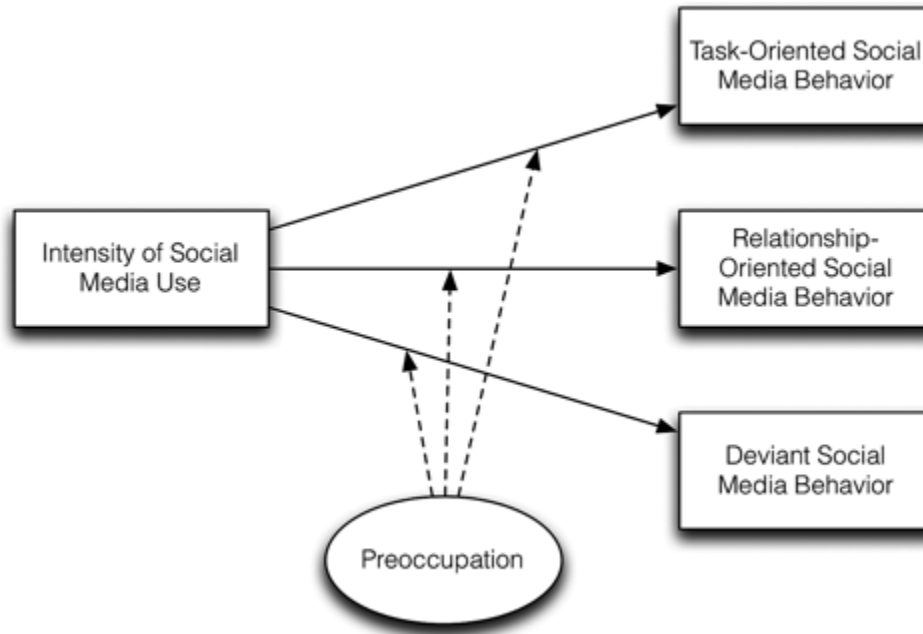 Task-Oriented Social
Media Behavior
Intensity of Social
Media Use
Relationship-
Oriented Social
Media Behavior
Deviant Social
Media Behavior
Preoccupation